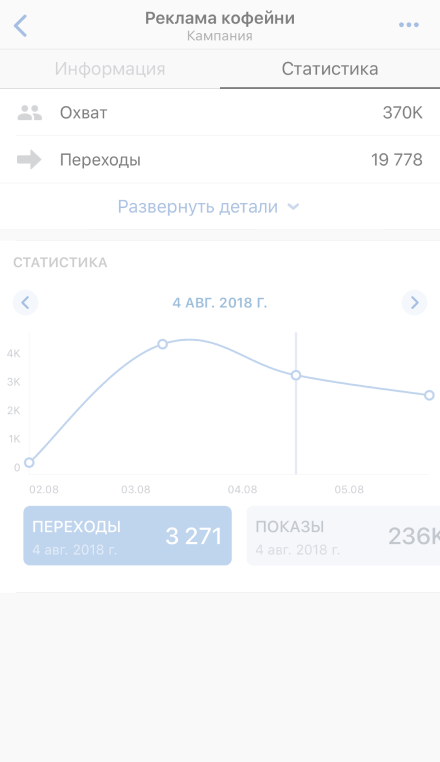 Реклама кофейни
Кампания
Информация
Статистика
Охват 370K
Переходы 19 778
Развернуть детали
СТАТИСТИКА
4 АВГ. 2018 Г.
4K
3K
2K
1K
0
02.08 03.08 04.08 05.08
ПЕРЕХОДЫ 3 271
4 авг. 2018 г.
ПОКАЗЫ 236K
4 авг. 2018 г.